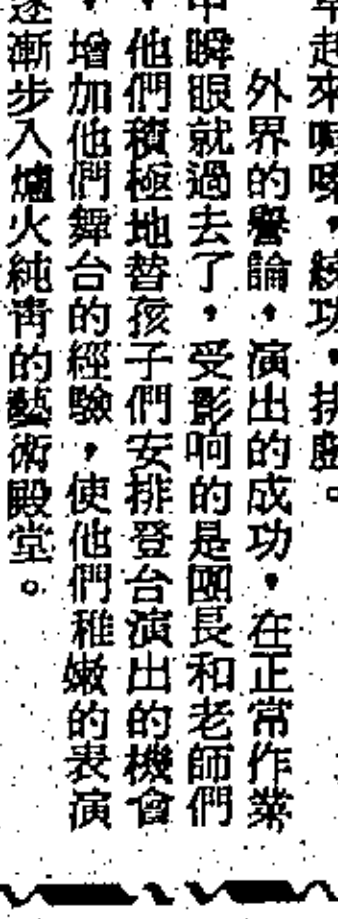 早起來喊嗓，練功，排戲。
外界的譽論，演出的成功，在正常作業
中瞬眼就過去了，受影响的是團長和老師們
，他們積極地替孩子們安排登台演出的機會
，增加他們舞台的經驗，使他們稚嫩的表演
逐漸步入爐火純靑的藝術殿堂。